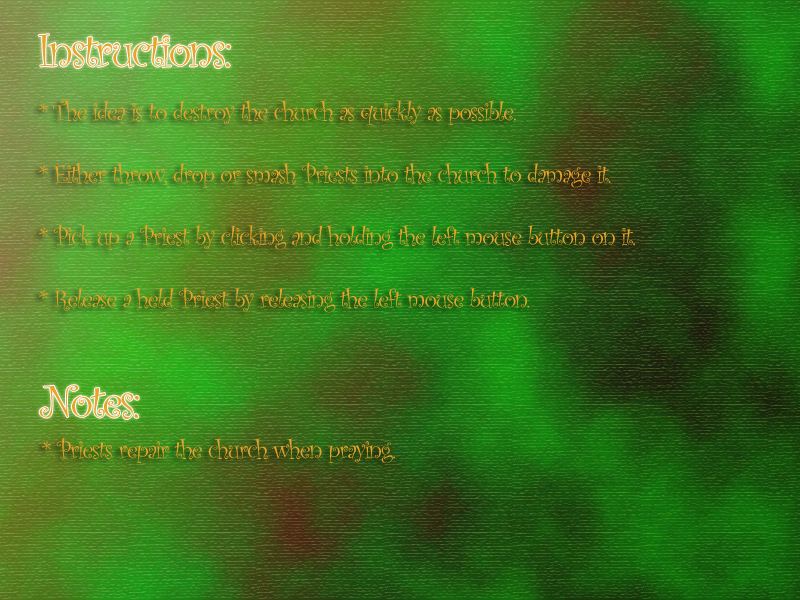 Instructions:
* The idea is to destroy the church as quickly as possible.
* Either throw, drop or smash Priests into the church to damage it.
* Pick up a Priest by clicking and holding the left mouse button on it.
* Release a held Priest by releasing the left mouse button.
Notes:
* Priests repair the church when praying.